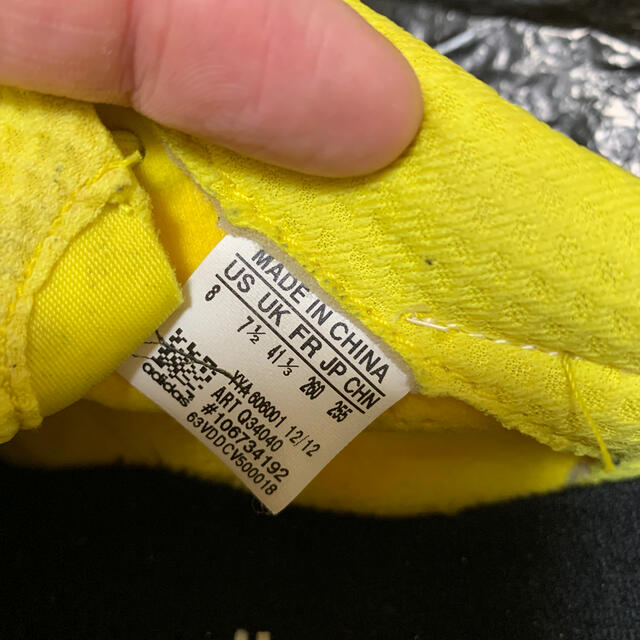 MADE IN CHINA
US UK FR JP CHN
8 7½ 41⅓ 260 255
606001 12/12
ART Q34040
#106734192
63VDDCV500018
adidas